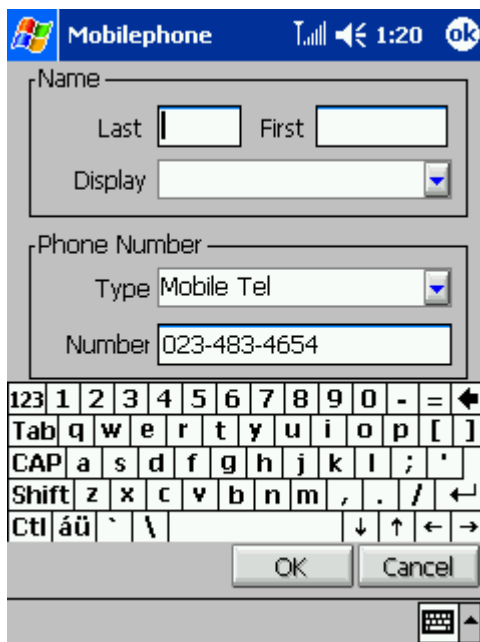 Mobilephone 1:20 ok
Name
Last First
Display
Phone Number
Type Mobile Tel
Number 023-483-4654
123 1 2 3 4 5 6 7 8 9 0 - =
Tab q w e r t y u i o p [ ]
CAP a s d f g h j k l ; '
Shift z x c v b n m , . /
Ctl áü ` \
OK Cancel